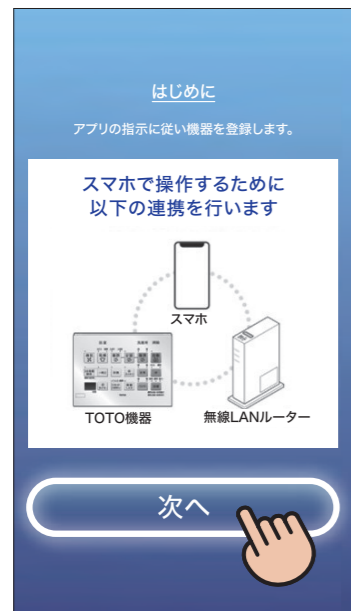 はじめに
アプリの指示に従い機器を登録します。
スマホで操作するために
以下の連携を行います
スマホ
TOTO機器
無線LANルーター
次へ